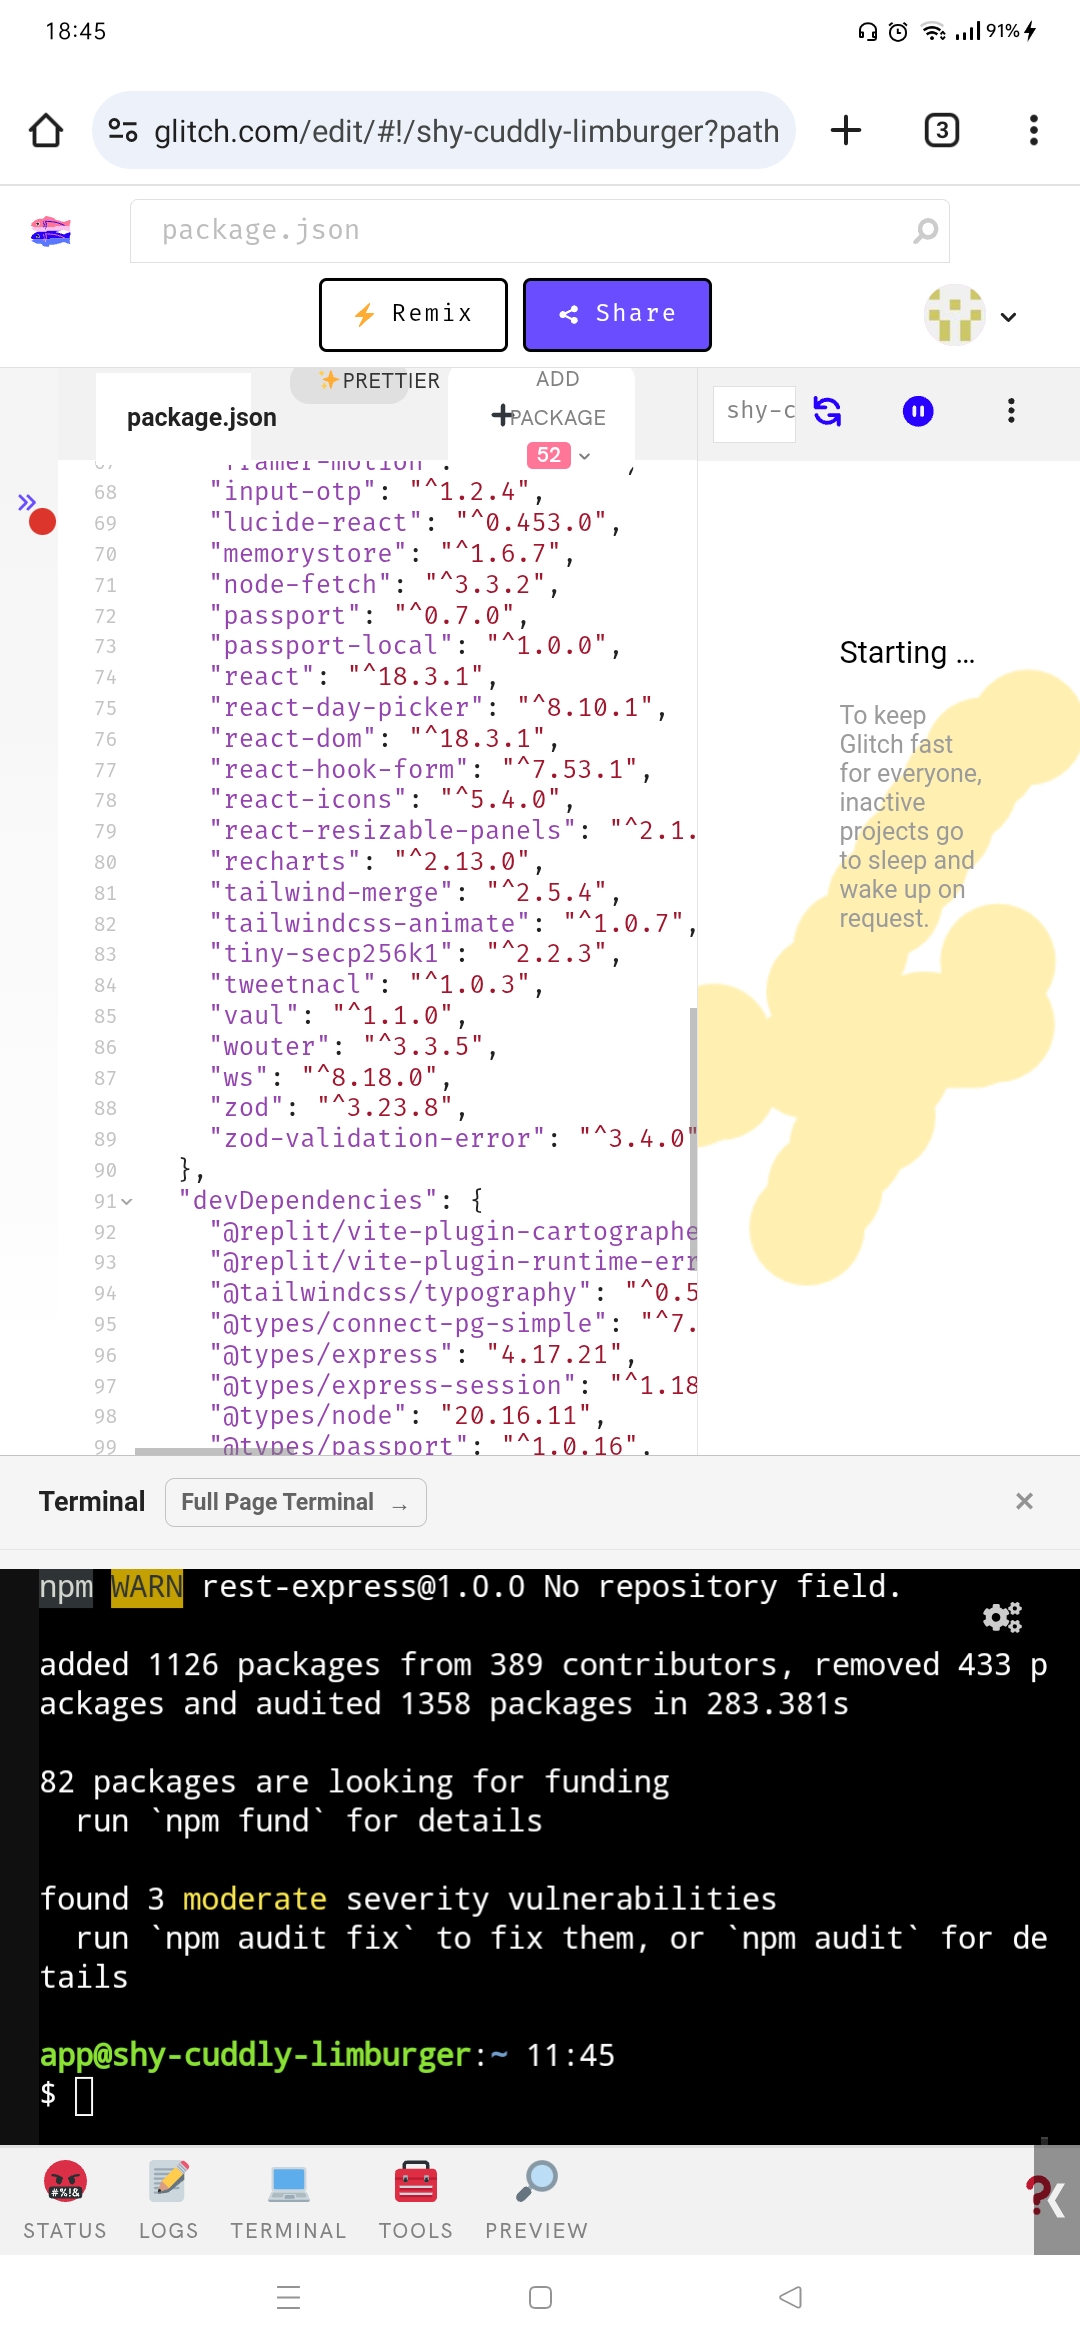 18:45
91%
glitch.com/edit/#!/shy-cuddly-limburger?path
3
package.json
Remix
Share
PRETTIER
ADD
PACKAGE
package.json
52
shy-c
67 "framer-motion":
68 "input-otp": "^1.2.4",
69 "lucide-react": "^0.453.0",
70 "memorystore": "^1.6.7",
71 "node-fetch": "^3.3.2",
72 "passport": "^0.7.0",
73 "passport-local": "^1.0.0",
74 "react": "^18.3.1",
75 "react-day-picker": "^8.10.1",
76 "react-dom": "^18.3.1",
77 "react-hook-form": "^7.53.1",
78 "react-icons": "^5.4.0",
79 "react-resizable-panels": "^2.1.
80 "recharts": "^2.13.0",
81 "tailwind-merge": "^2.5.4",
82 "tailwindcss-animate": "^1.0.7",
83 "tiny-secp256k1": "^2.2.3",
84 "tweetnacl": "^1.0.3",
85 "vaul": "^1.1.0",
86 "wouter": "^3.3.5",
87 "ws": "^8.18.0",
88 "zod": "^3.23.8",
89 "zod-validation-error": "^3.4.0"
90 },
91 "devDependencies": {
92 "@replit/vite-plugin-cartographe
93 "@replit/vite-plugin-runtime-err
94 "@tailwindcss/typography": "^0.5
95 "@types/connect-pg-simple": "^7.
96 "@types/express": "4.17.21",
97 "@types/express-session": "^1.18
98 "@types/node": "20.16.11",
99 "@types/passport": "^1.0.16",
Starting ...
To keep
Glitch fast
for everyone,
inactive
projects go
to sleep and
wake up on
request.
Terminal
Full Page Terminal →
npm WARN rest-express@1.0.0 No repository field.
added 1126 packages from 389 contributors, removed 433 p
ackages and audited 1358 packages in 283.381s
82 packages are looking for funding
run `npm fund` for details
found 3 moderate severity vulnerabilities
run `npm audit fix` to fix them, or `npm audit` for de
tails
app@shy-cuddly-limburger:~ 11:45
$
#%!&
STATUS
LOGS
TERMINAL
TOOLS
PREVIEW